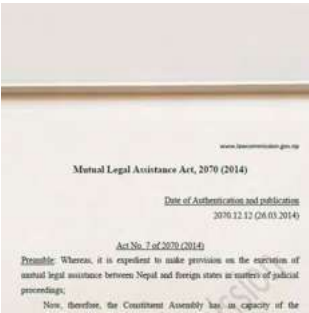 www.lawcommission.gov.np
Mutual Legal Assistance Act, 2070 (2014)
Date of Authentication and publication
2070.12.12 (26.03.2014)
Act No. 7 of 2070 (2014)
Preamble: Whereas, it is expedient to make provision on the execution of
mutual legal assistance between Nepal and foreign states in matters of judicial
proceedings;
Now, therefore, the Constituent Assembly has in capacity of the